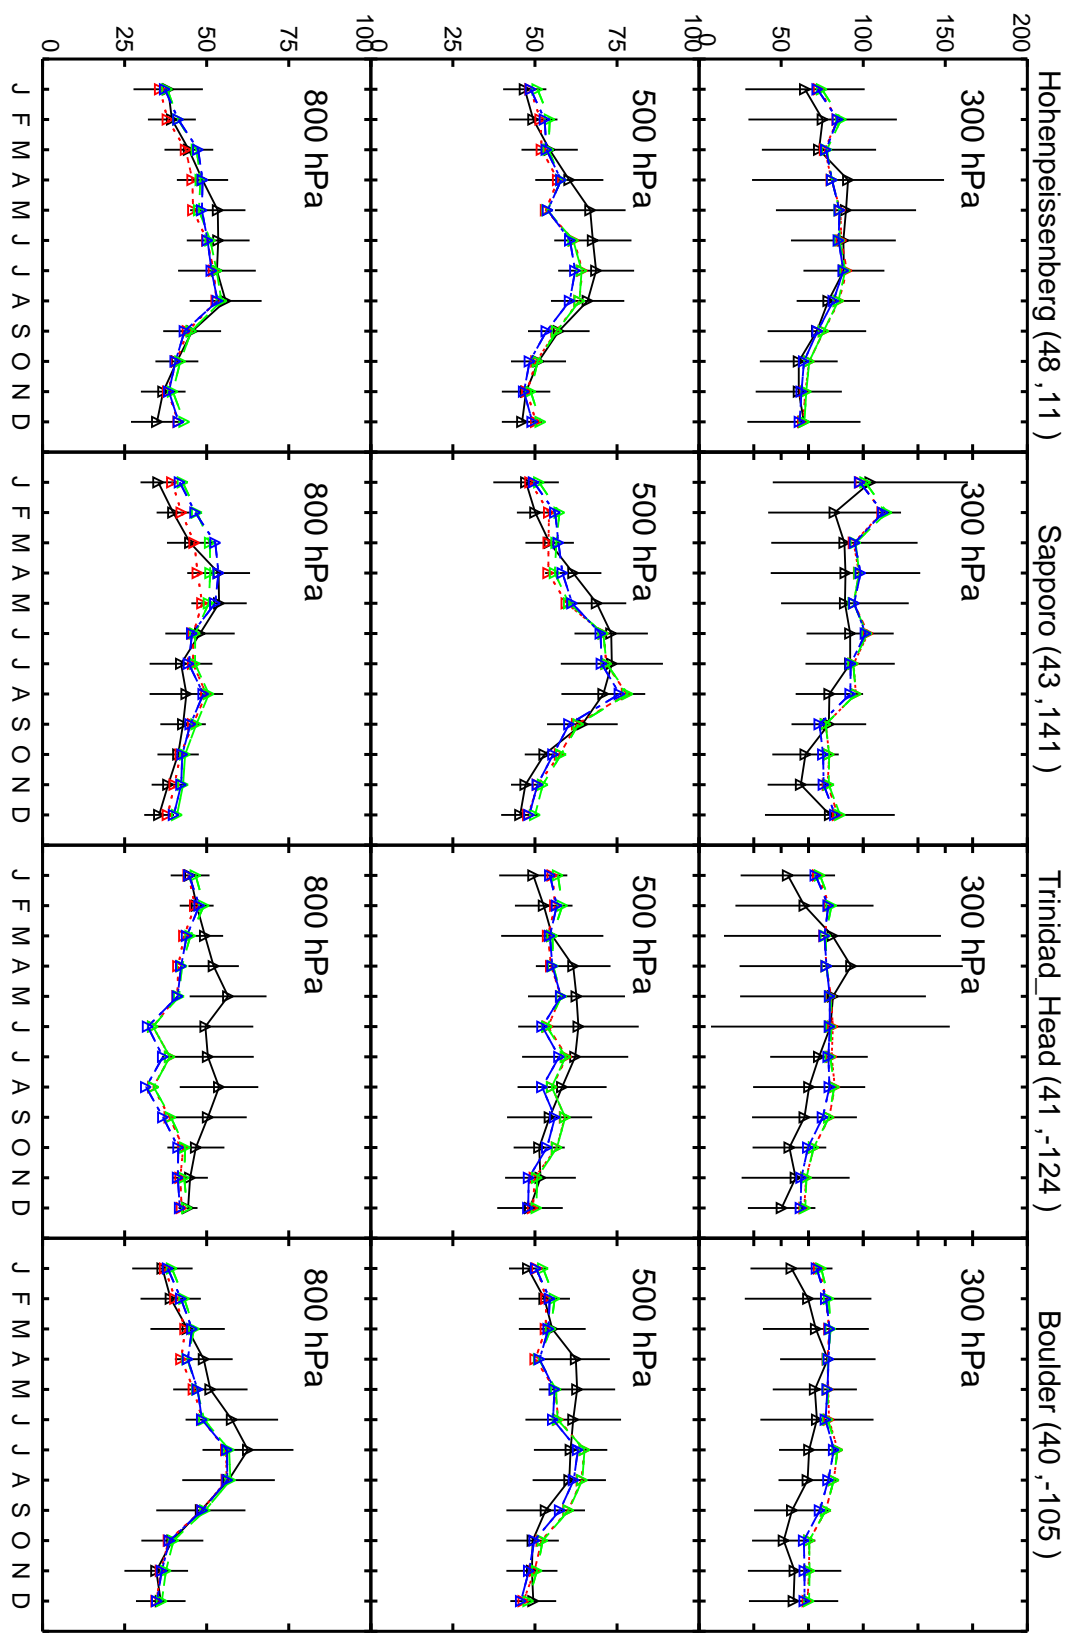 Hohenpeissenberg (48 ,11 )
Sapporo (43 ,141 )
Trinidad_Head (41 ,-124 )
Boulder (40 ,-105 )
200
150
100
50
0
300 hPa
300 hPa
300 hPa
300 hPa
100
75
50
25
0
500 hPa
500 hPa
500 hPa
500 hPa
100
75
50
25
0
800 hPa
800 hPa
800 hPa
800 hPa
J F M A M J J A S O N D
J F M A M J J A S O N D
J F M A M J J A S O N D
J F M A M J J A S O N D